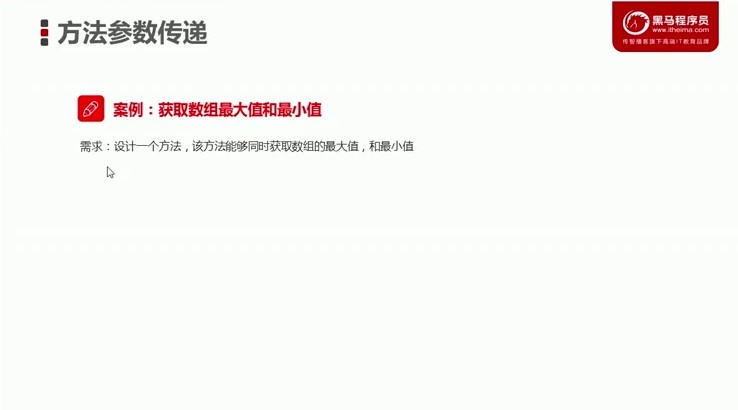 方法参数传递
黑马程序员
www.itheima.com
传智播客旗下高端IT教育品牌
案例：获取数组最大值和最小值
需求：设计一个方法，该方法能够同时获取数组的最大值，和最小值